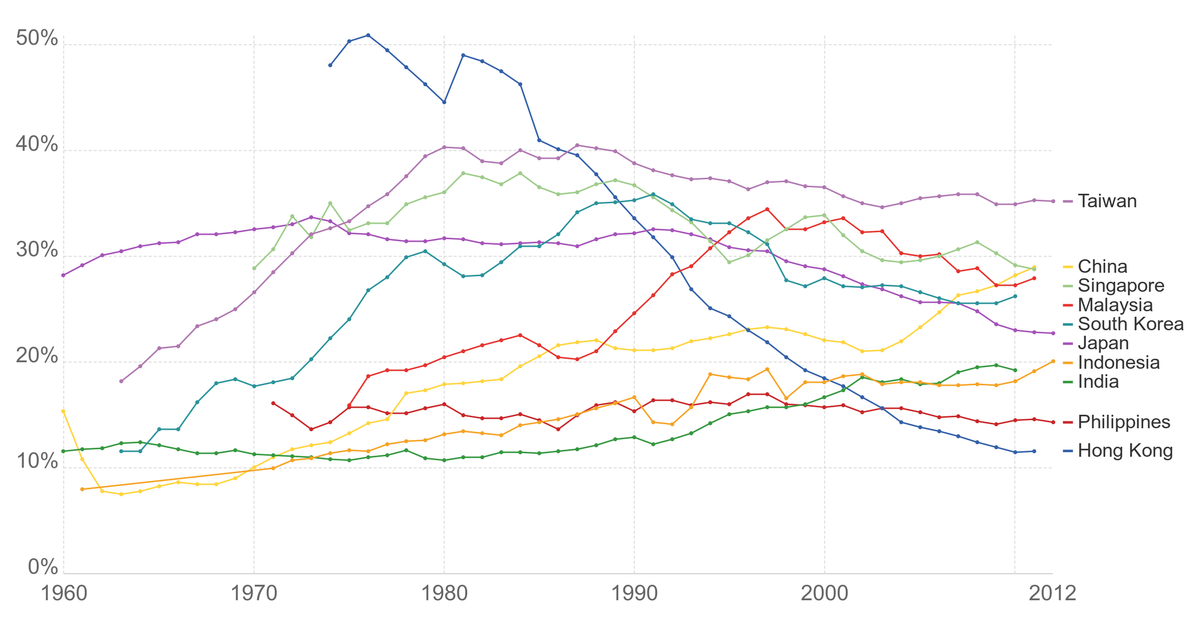 50%
40%
30%
20%
10%
0%
1960 1970 1980 1990 2000 2012
Taiwan
China
Singapore
Malaysia
South Korea
Japan
Indonesia
India
Philippines
Hong Kong